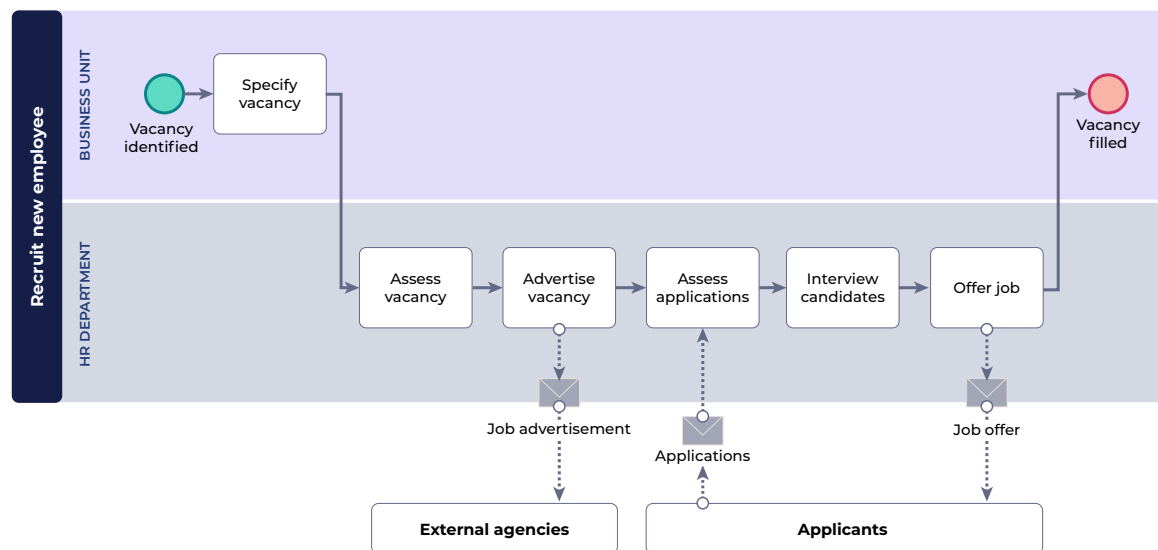 Recruit new employee
BUSINESS UNIT
Vacancy
identified
Specify
vacancy
Vacancy
filled
HR DEPARTMENT
Assess
vacancy
Advertise
vacancy
Assess
applications
Interview
candidates
Offer job
Job advertisement
Applications
Job offer
External agencies
Applicants